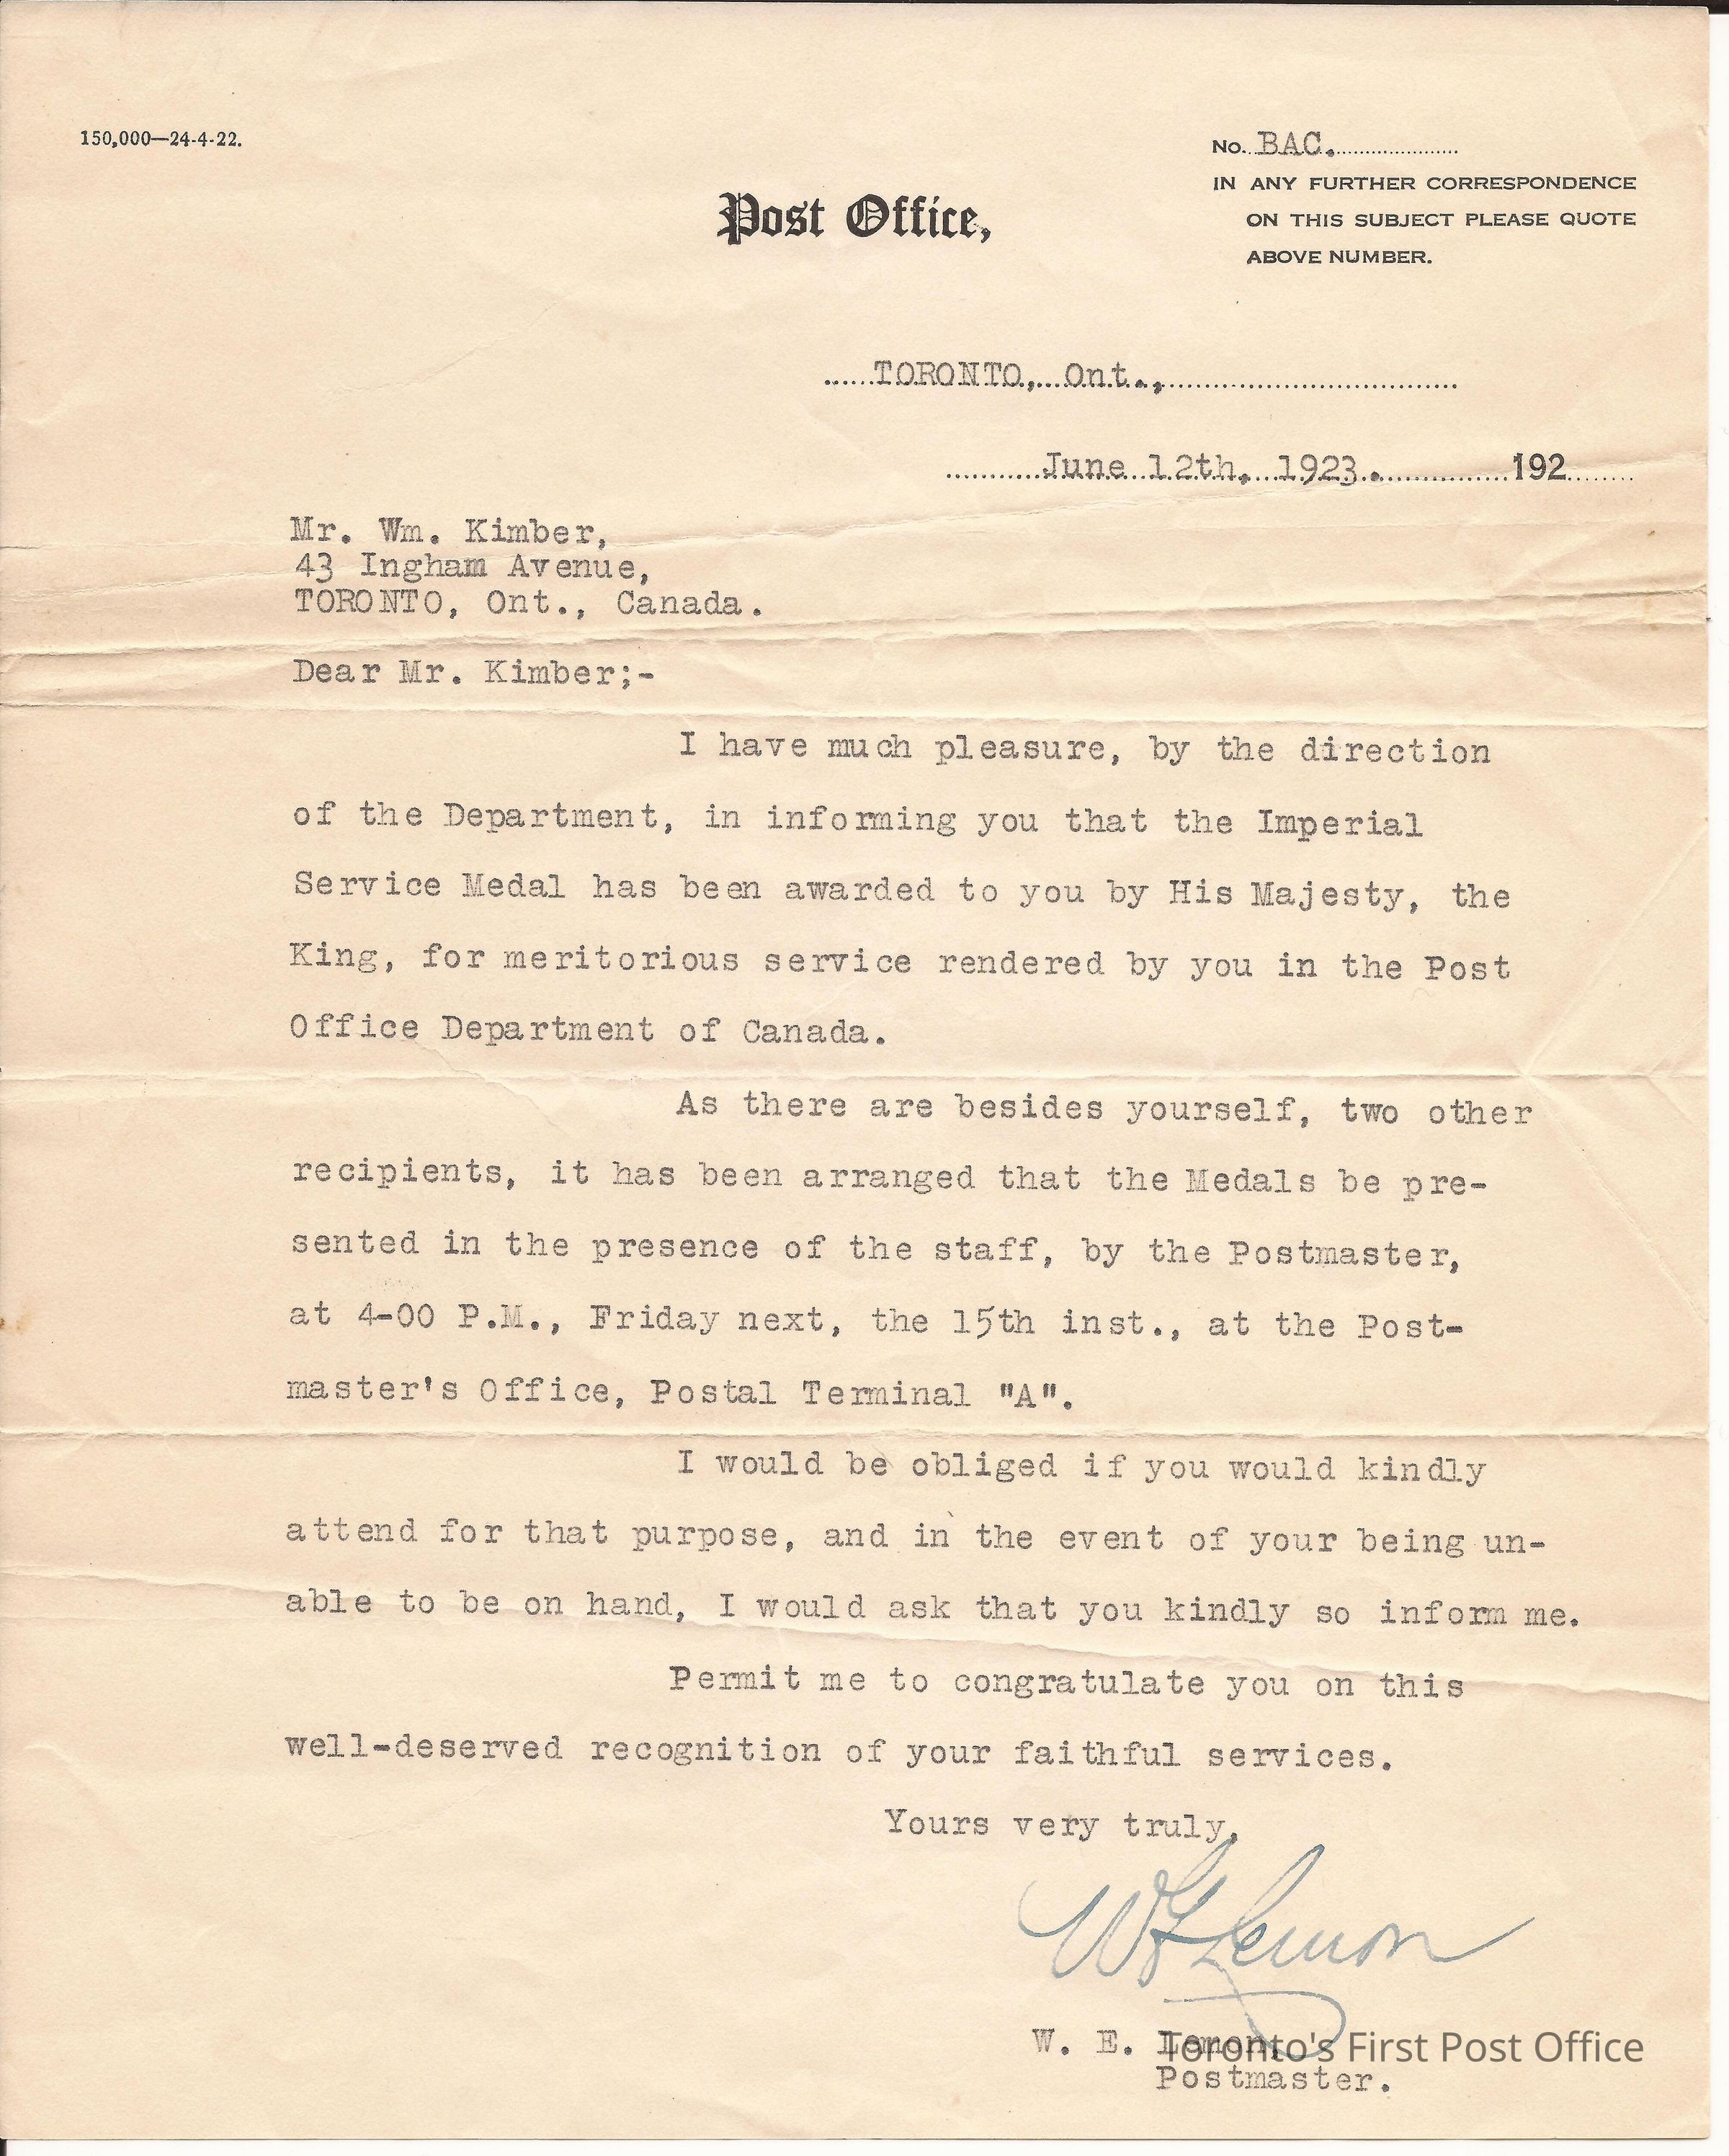 150,000—24-4-22.
No. BAC.
IN ANY FURTHER CORRESPONDENCE
ON THIS SUBJECT PLEASE QUOTE
ABOVE NUMBER.
Post Office,
TORONTO, Ont.,
June 12th, 1923. 192
Mr. Wm. Kimber,
43 Ingham Avenue,
TORONTO, Ont., Canada.
Dear Mr. Kimber;-
I have much pleasure, by the direction
of the Department, in informing you that the Imperial
Service Medal has been awarded to you by His Majesty, the
King, for meritorious service rendered by you in the Post
Office Department of Canada.
As there are besides yourself, two other
recipients, it has been arranged that the Medals be pre-
sented in the presence of the staff, by the Postmaster,
at 4-00 P.M., Friday next, the 15th inst., at the Post-
master's Office, Postal Terminal "A".
I would be obliged if you would kindly
attend for that purpose, and in the event of your being un-
able to be on hand, I would ask that you kindly so inform me.
Permit me to congratulate you on this
well-deserved recognition of your faithful services.
Yours very truly,
WELemon
W. E. Lemon,
Toronto's First Post Office
Postmaster.